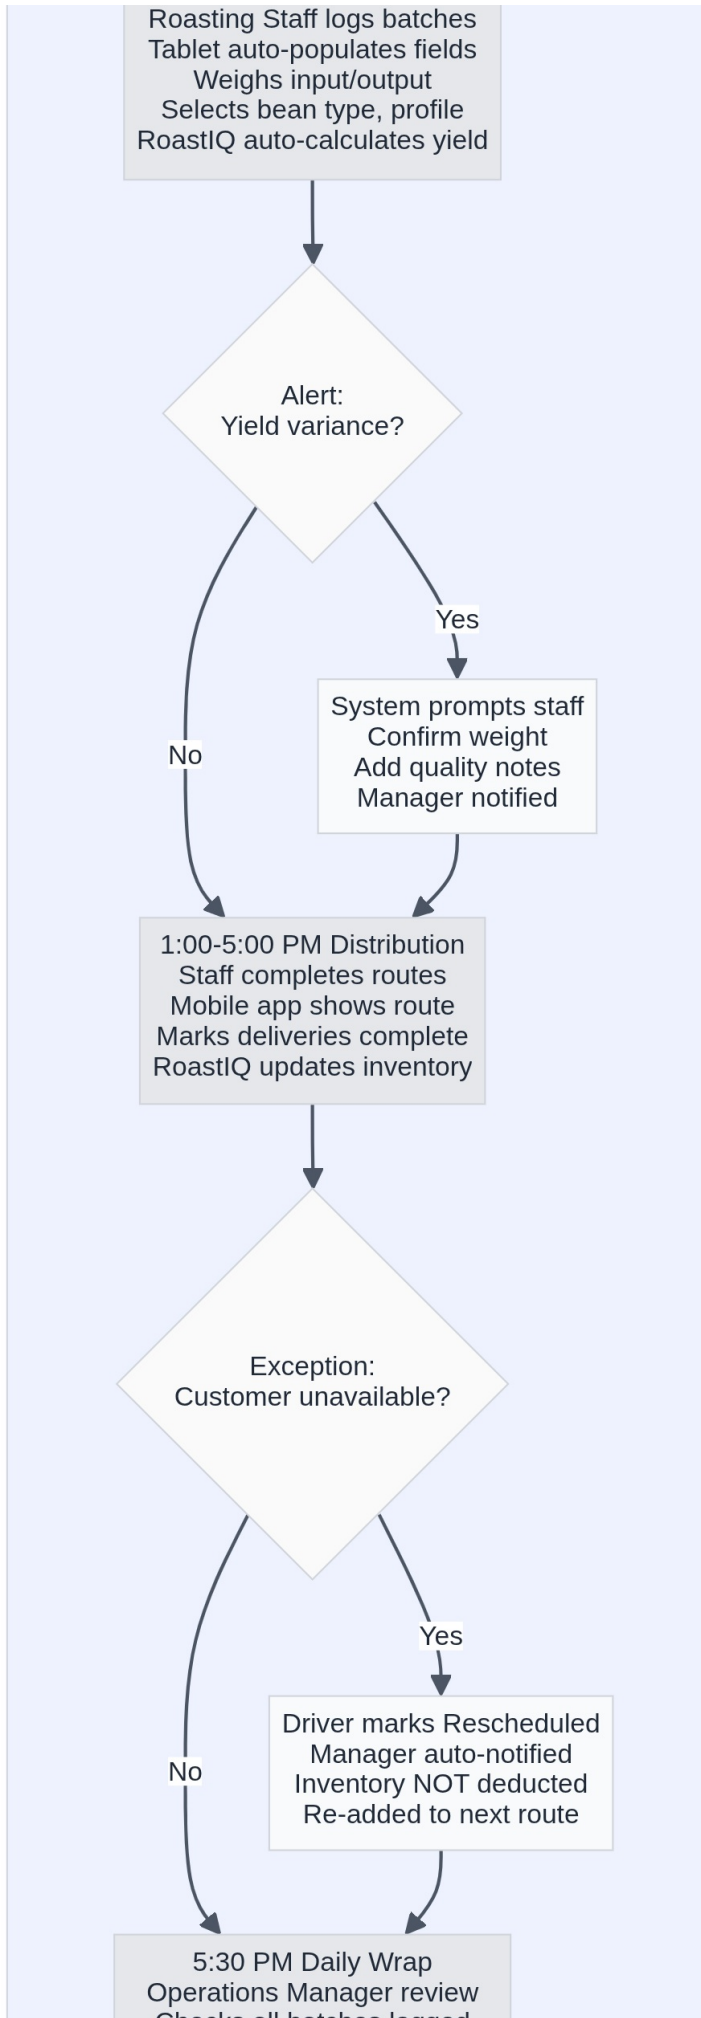 Roasting Staff logs batches
Tablet auto-populates fields
Weighs input/output
Selects bean type, profile
RoastIQ auto-calculates yield
Alert:
Yield variance?
Yes
System prompts staff
Confirm weight
Add quality notes
Manager notified
No
1:00-5:00 PM Distribution
Staff completes routes
Mobile app shows route
Marks deliveries complete
RoastIQ updates inventory
Exception:
Customer unavailable?
Yes
Driver marks Rescheduled
Manager auto-notified
Inventory NOT deducted
Re-added to next route
No
5:30 PM Daily Wrap
Operations Manager review
Checks all batches logged